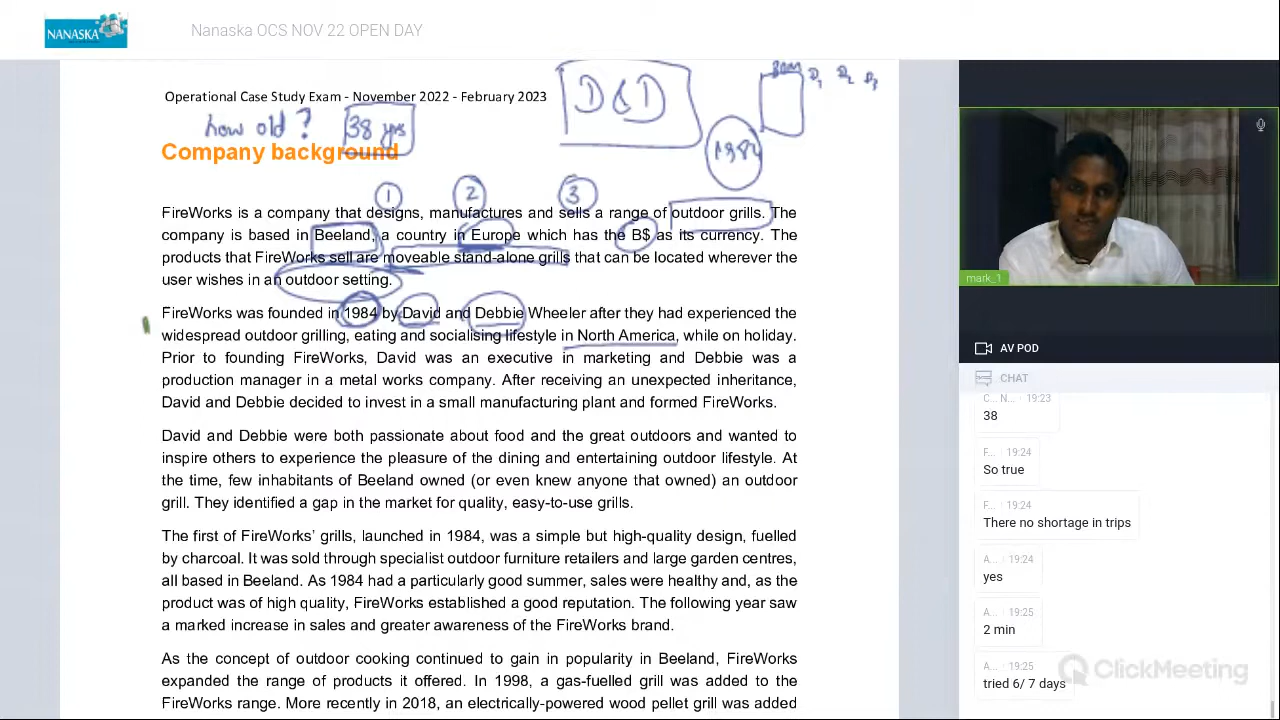 NANASKA
Nanaska OCS NOV 22 OPEN DAY
Operational Case Study Exam - November 2022 - February 2023
D & D
D1 D2 D3
how old? 38 yrs
1984
Company background
1 2 3
FireWorks is a company that designs, manufactures and sells a range of outdoor grills. The
company is based in Beeland, a country in Europe which has the B$ as its currency. The
products that FireWorks sell are moveable stand-alone grills that can be located wherever the
user wishes in an outdoor setting.
FireWorks was founded in 1984 by David and Debbie Wheeler after they had experienced the
widespread outdoor grilling, eating and socialising lifestyle in North America, while on holiday.
Prior to founding FireWorks, David was an executive in marketing and Debbie was a
production manager in a metal works company. After receiving an unexpected inheritance,
David and Debbie decided to invest in a small manufacturing plant and formed FireWorks.
David and Debbie were both passionate about food and the great outdoors and wanted to
inspire others to experience the pleasure of the dining and entertaining outdoor lifestyle. At
the time, few inhabitants of Beeland owned (or even knew anyone that owned) an outdoor
grill. They identified a gap in the market for quality, easy-to-use grills.
The first of FireWorks' grills, launched in 1984, was a simple but high-quality design, fuelled
by charcoal. It was sold through specialist outdoor furniture retailers and large garden centres,
all based in Beeland. As 1984 had a particularly good summer, sales were healthy and, as the
product was of high quality, FireWorks established a good reputation. The following year saw
a marked increase in sales and greater awareness of the FireWorks brand.
As the concept of outdoor cooking continued to gain in popularity in Beeland, FireWorks
expanded the range of products it offered. In 1998, a gas-fuelled grill was added to the
FireWorks range. More recently in 2018, an electrically-powered wood pellet grill was added
mark_1
AV POD
CHAT
C... N... 19:23
38
F... 19:24
So true
F... 19:24
There no shortage in trips
A... 19:24
yes
A... 19:25
2 min
A... 19:25
tried 6/ 7 days
ClickMeeting